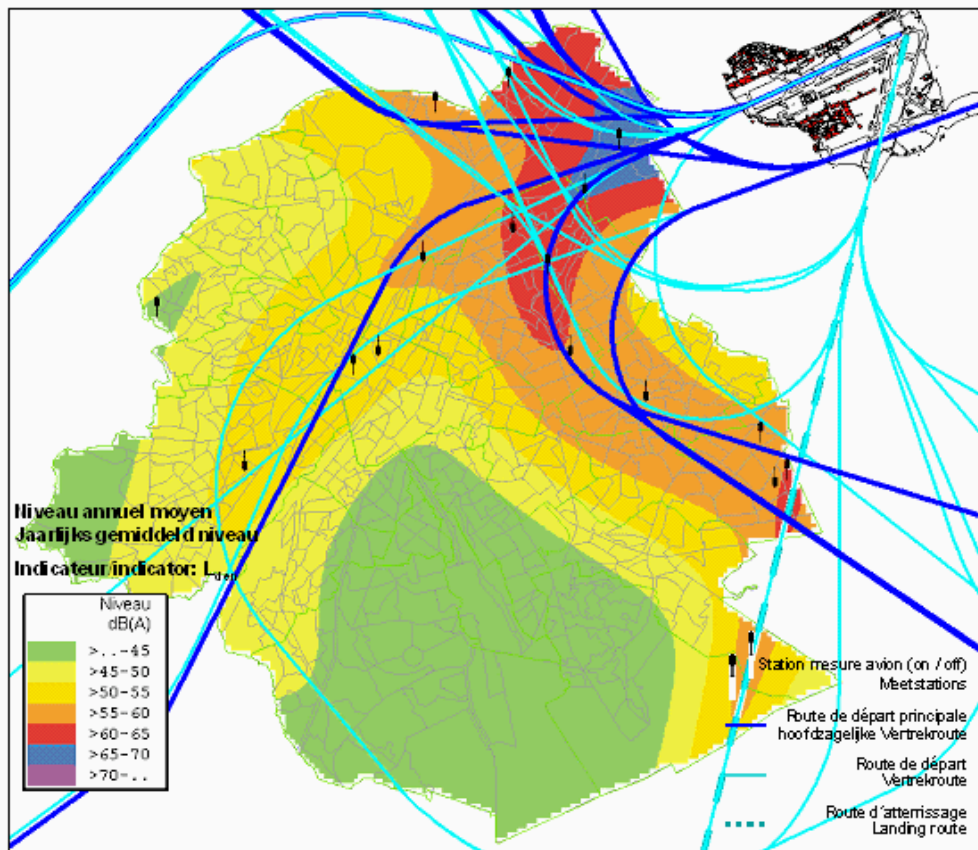 Niveau annuel moyen
Jaarlijks gemiddeld niveau
Indicateur/indicator: Lden
Niveau
dB(A)
>..-45
>45-50
>50-55
>55-60
>60-65
>65-70
>70-..
Station mesure avion (on / off)
Meetstations
Route de départ principale
hoofdzagelijke Vertrekroute
Route de départ
Vertrekroute
Route d'atterrissage
Landing route